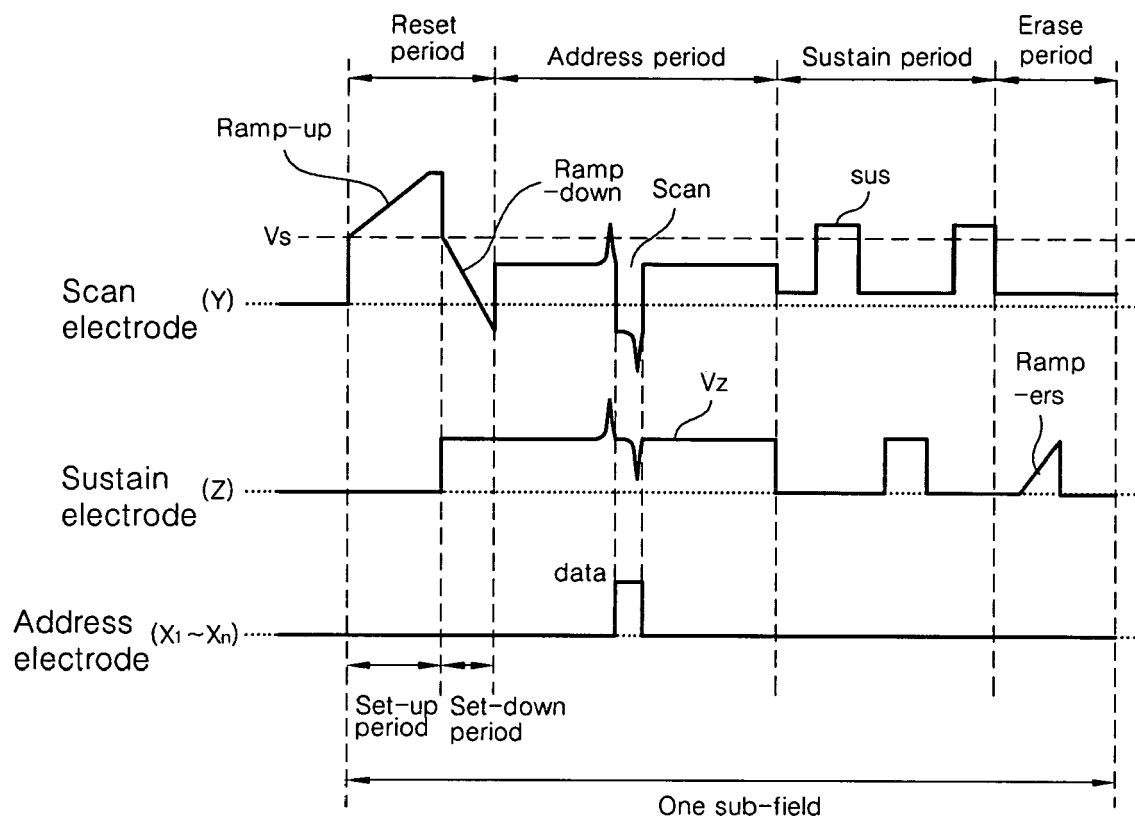 Reset
period
Address period
Sustain period
Erase
period
Ramp-up
Ramp
-down
Scan
sus
Vs
Scan
electrode
(Y)
Ramp
-ers
Vz
Sustain
electrode
(Z)
data
Address
electrode
(X1~Xn)
Set-up
period
Set-down
period
One sub-field